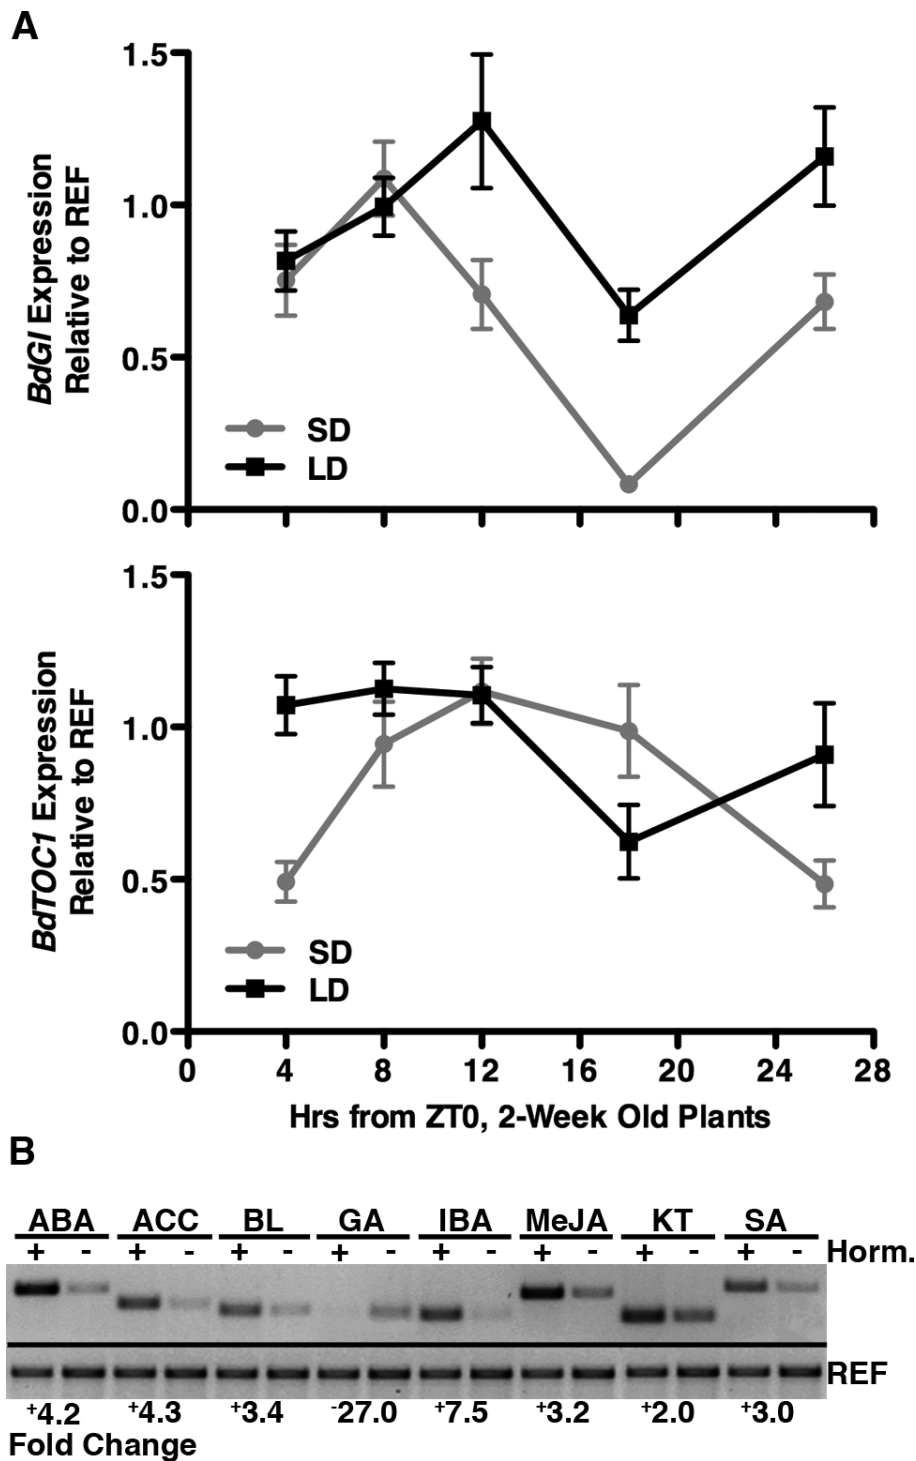 A
1.5
1.0
0.5
0.0
BdGI Expression
Relative to REF
SD
LD
1.5
1.0
0.5
0.0
BdTOC1 Expression
Relative to REF
SD
LD
0 4 8 12 16 20 24 28
Hrs from ZT0, 2-Week Old Plants
B
ABA ACC BL GA IBA MeJA KT SA
+ - + - + - + - + - + - + - + - Horm.
REF
+4.2 +4.3 +3.4 -27.0 +7.5 +3.2 +2.0 +3.0
Fold Change